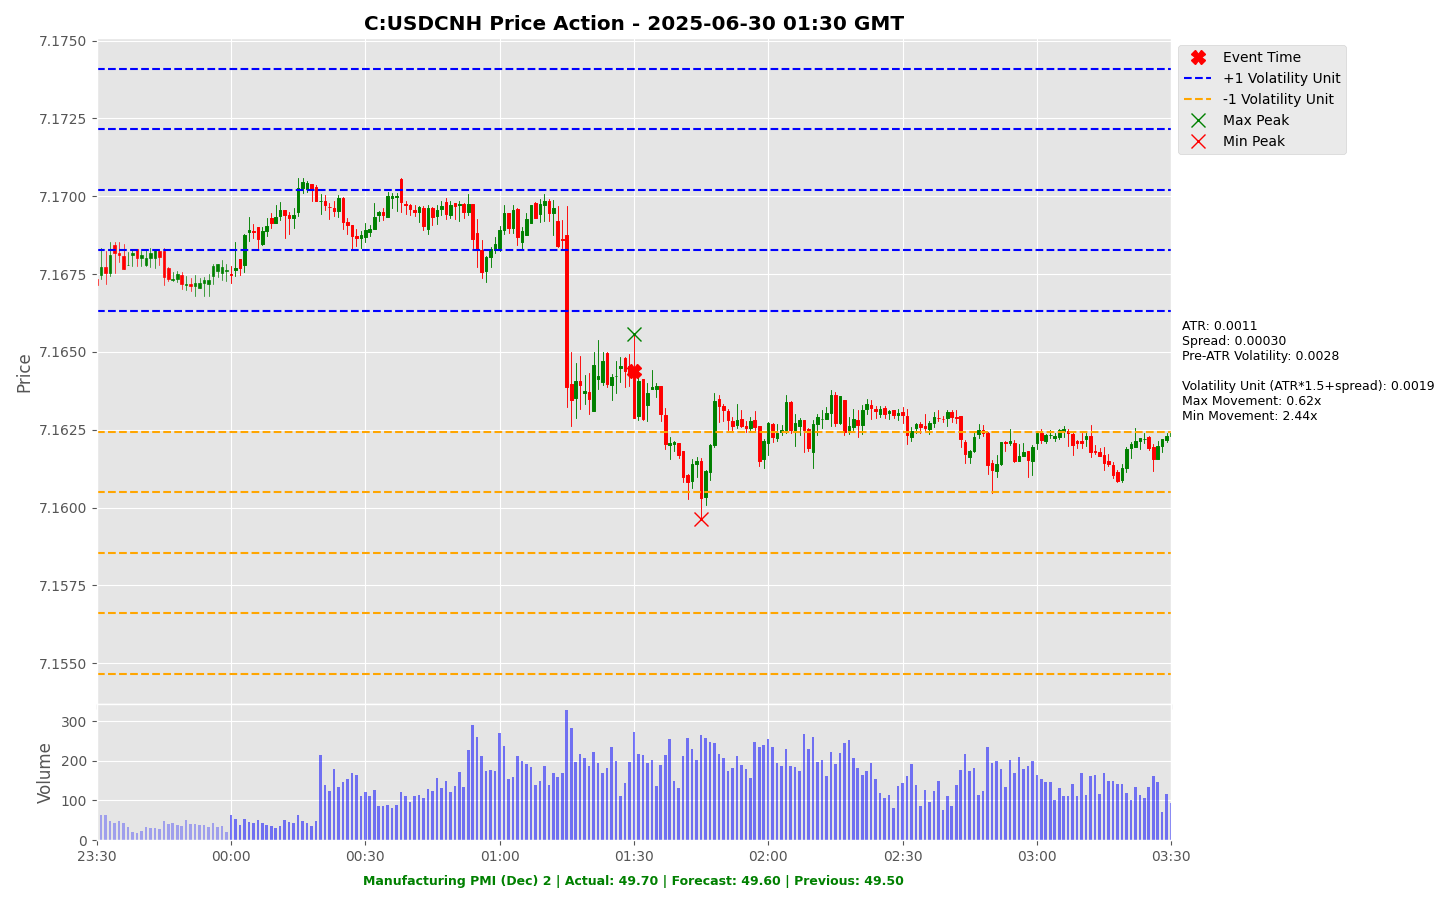 C:USDCNH Price Action - 2025-06-30 01:30 GMT
7.1750
7.1725
7.1700
7.1675
7.1650
7.1625
7.1600
7.1575
7.1550
Price
Event Time
+1 Volatility Unit
-1 Volatility Unit
Max Peak
Min Peak
ATR: 0.0011
Spread: 0.00030
Pre-ATR Volatility: 0.0028
Volatility Unit (ATR*1.5+spread): 0.0019
Max Movement: 0.62x
Min Movement: 2.44x
300
200
100
0
Volume
23:30 00:00 00:30 01:00 01:30 02:00 02:30 03:00 03:30
Manufacturing PMI (Dec) 2 | Actual: 49.70 | Forecast: 49.60 | Previous: 49.50